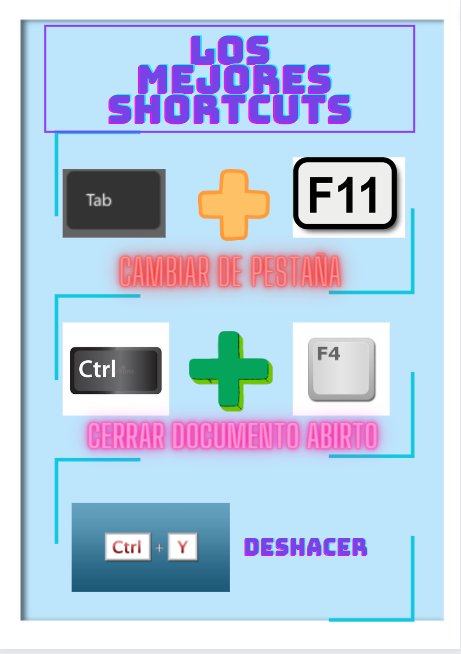 LOS
MEJORES
SHORTCUTS
Tab
F11
CAMBIAR DE PESTAÑA
Ctrl
F4
CERRAR DOCUMENTO ABIRTO
Ctrl + Y
DESHACER